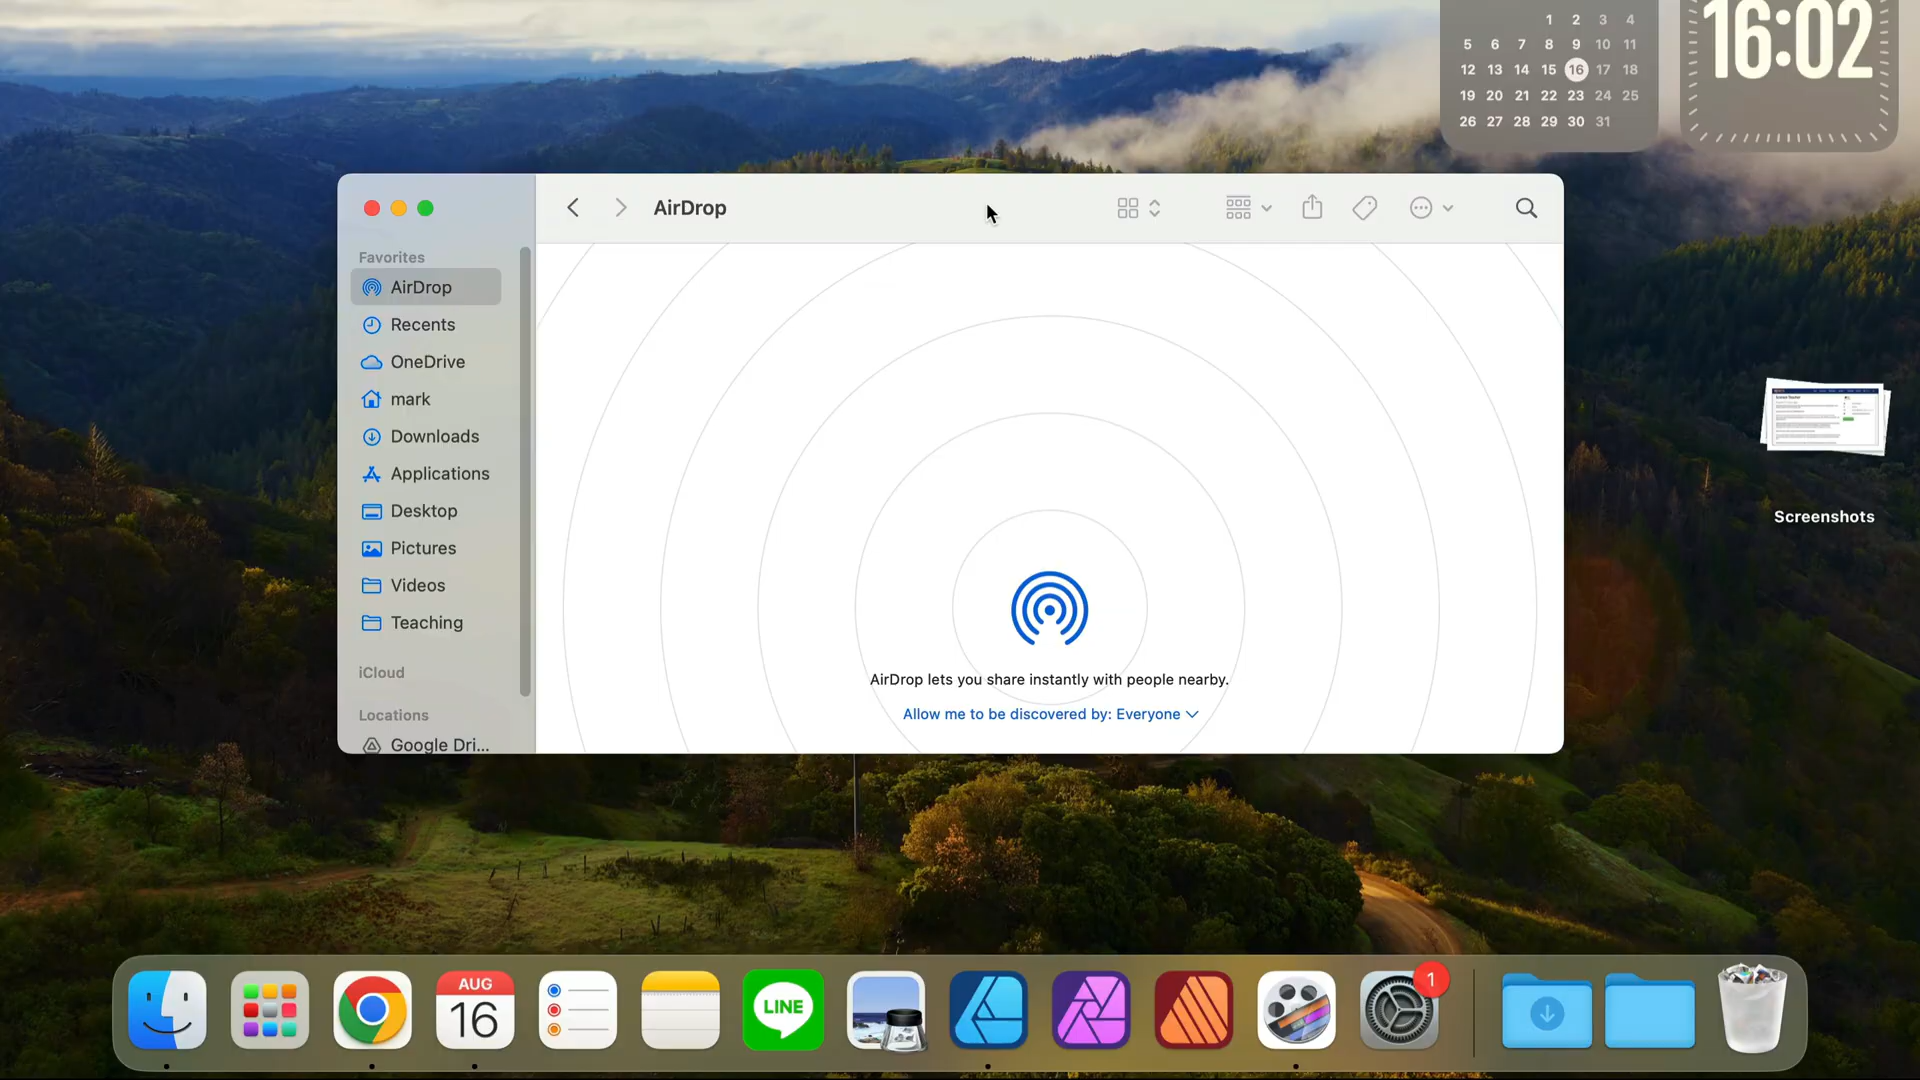 1 2 3 4
5 6 7 8 9 10 11
12 13 14 15 16 17 18
19 20 21 22 23 24 25
26 27 28 29 30 31
16:02
AirDrop
Favorites
AirDrop
Recents
OneDrive
mark
Downloads
Applications
Desktop
Pictures
Videos
Teaching
iCloud
Locations
Google Dri...
AirDrop lets you share instantly with people nearby.
Allow me to be discovered by: Everyone
Screenshots
AUG
16
LINE
1